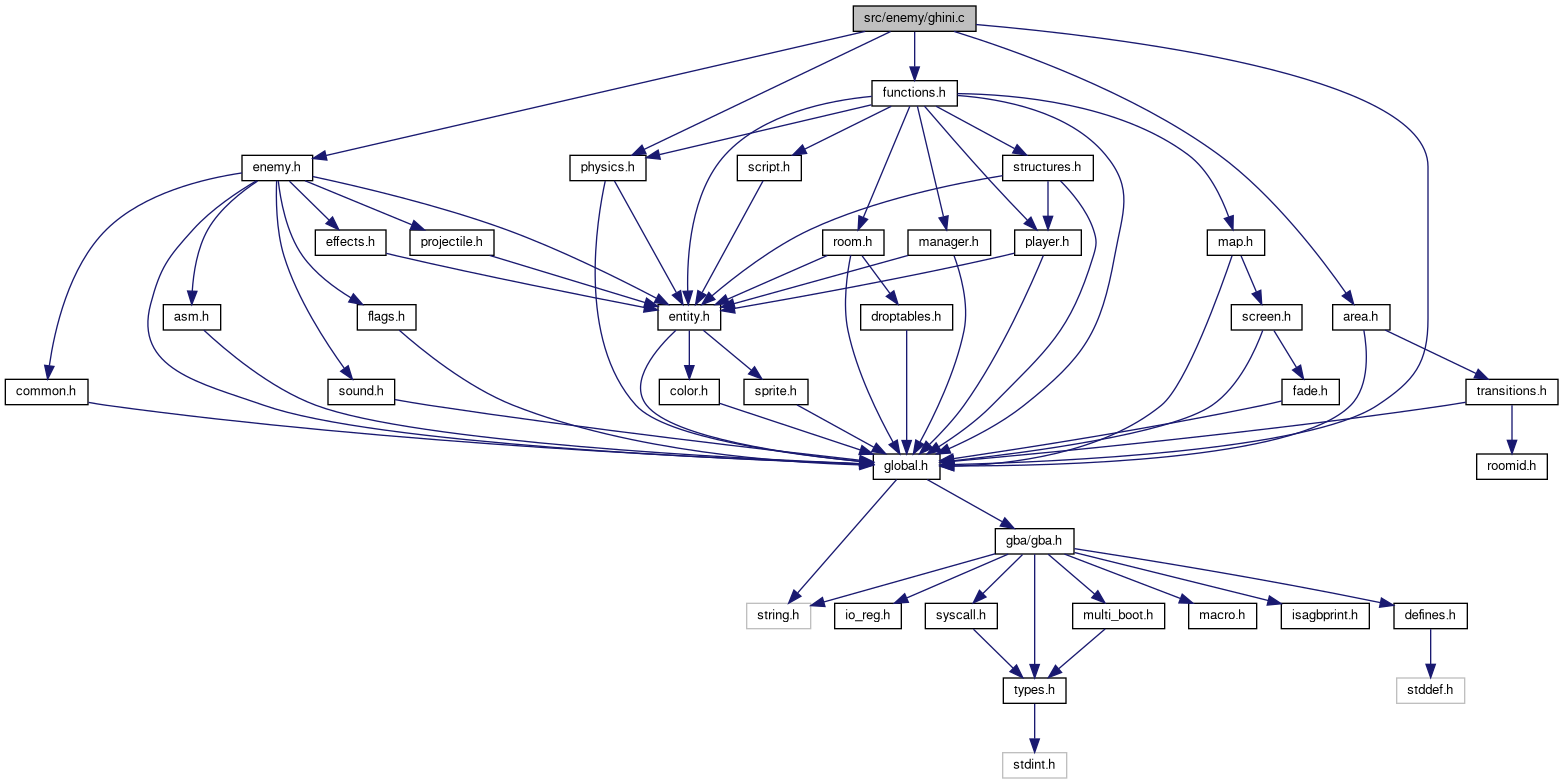 src/enemy/ghini.c
functions.h
enemy.h
physics.h
script.h
structures.h
effects.h
projectile.h
room.h
manager.h
player.h
map.h
asm.h
flags.h
entity.h
droptables.h
screen.h
area.h
common.h
sound.h
color.h
sprite.h
fade.h
transitions.h
global.h
roomid.h
gba/gba.h
string.h
io_reg.h
syscall.h
multi_boot.h
macro.h
isagbprint.h
defines.h
types.h
stddef.h
stdint.h